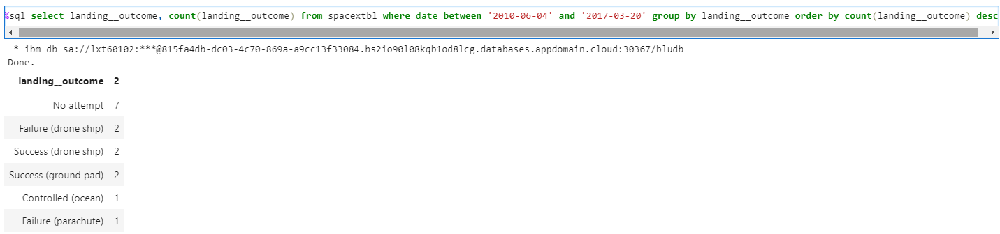 %sql select landing__outcome, count(landing__outcome) from spacextbl where date between '2010-06-04' and '2017-03-20' group by landing__outcome order by count(landing__outcome) desc
* ibm_db_sa://lxt60102:***@815fa4db-dc03-4c70-869a-a9cc13f33084.bs2io90l08kqb1od8lcg.databases.appdomain.cloud:30367/bludb
Done.
landing__outcome 2
No attempt 7
Failure (drone ship) 2
Success (drone ship) 2
Success (ground pad) 2
Controlled (ocean) 1
Failure (parachute) 1